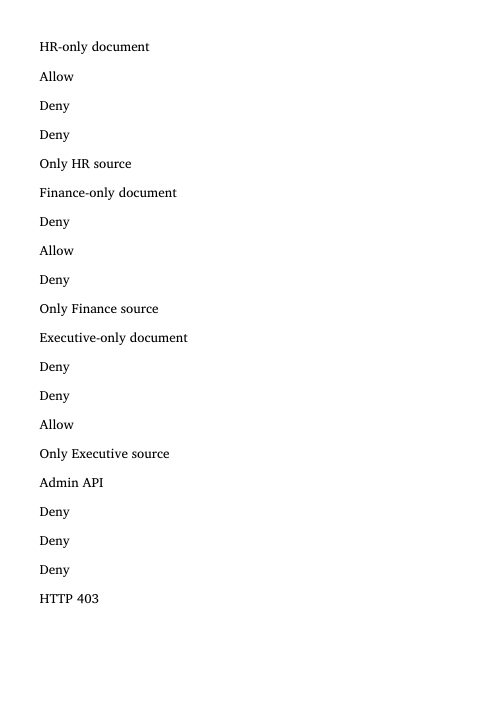 HR-only document
Allow
Deny
Deny
Only HR source
Finance-only document
Deny
Allow
Deny
Only Finance source
Executive-only document
Deny
Deny
Allow
Only Executive source
Admin API
Deny
Deny
Deny
HTTP 403